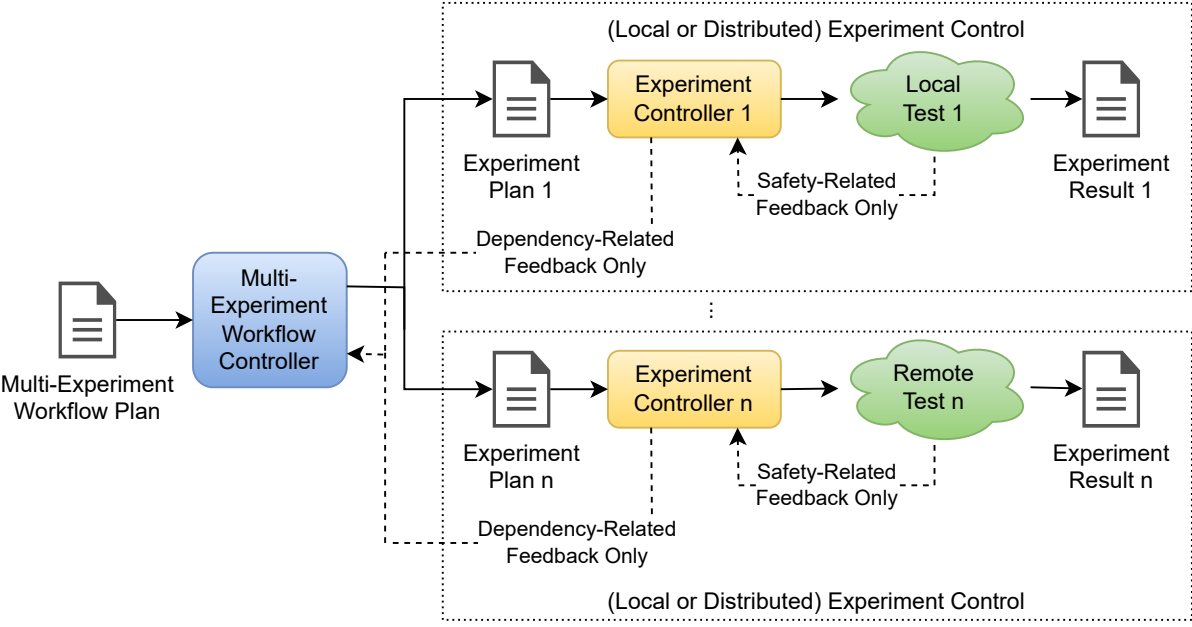 (Local or Distributed) Experiment Control
Experiment
Plan 1
Experiment
Controller 1
Local
Test 1
Experiment
Result 1
Safety-Related
Feedback Only
Dependency-Related
Feedback Only
Multi-Experiment
Workflow Plan
Multi-
Experiment
Workflow
Controller
⋮
Experiment
Plan n
Experiment
Controller n
Remote
Test n
Experiment
Result n
Safety-Related
Feedback Only
Dependency-Related
Feedback Only
(Local or Distributed) Experiment Control